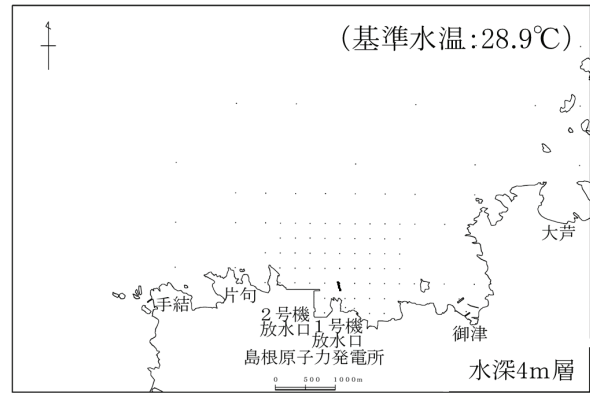 （基準水温：28.9℃）
大芦
片句
手結
2号機
放水口
1号機
放水口
御津
島根原子力発電所
水深4m層
0 500 1000m